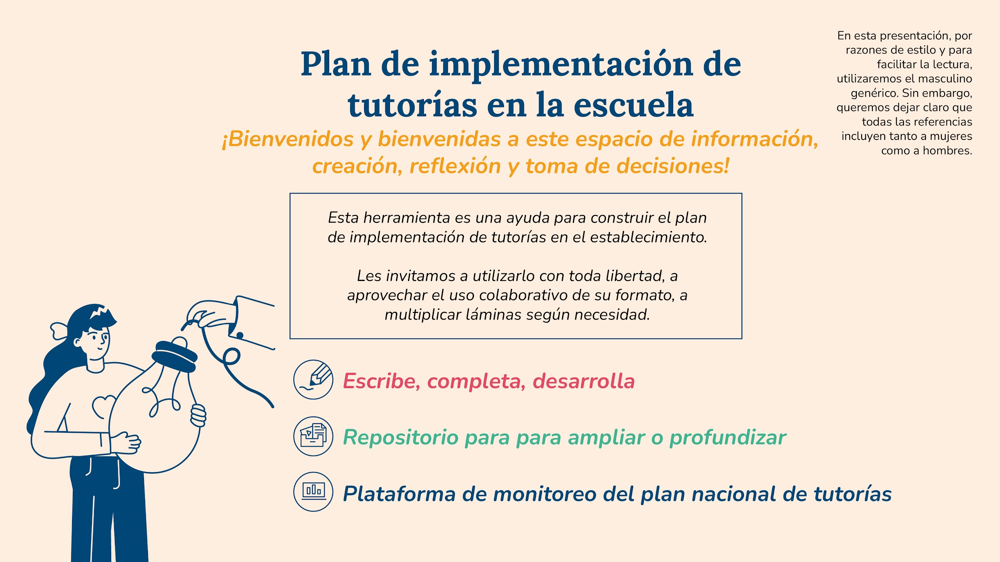 Plan de implementación de
tutorías en la escuela
¡Bienvenidos y bienvenidas a este espacio de información,
creación, reflexión y toma de decisiones!
En esta presentación, por
razones de estilo y para
facilitar la lectura,
utilizaremos el masculino
genérico. Sin embargo,
queremos dejar claro que
todas las referencias
incluyen tanto a mujeres
como a hombres.
Esta herramienta es una ayuda para construir el plan
de implementación de tutorías en el establecimiento.
Les invitamos a utilizarlo con toda libertad, a
aprovechar el uso colaborativo de su formato, a
multiplicar láminas según necesidad.
Escribe, completa, desarrolla
Repositorio para para ampliar o profundizar
Plataforma de monitoreo del plan nacional de tutorías